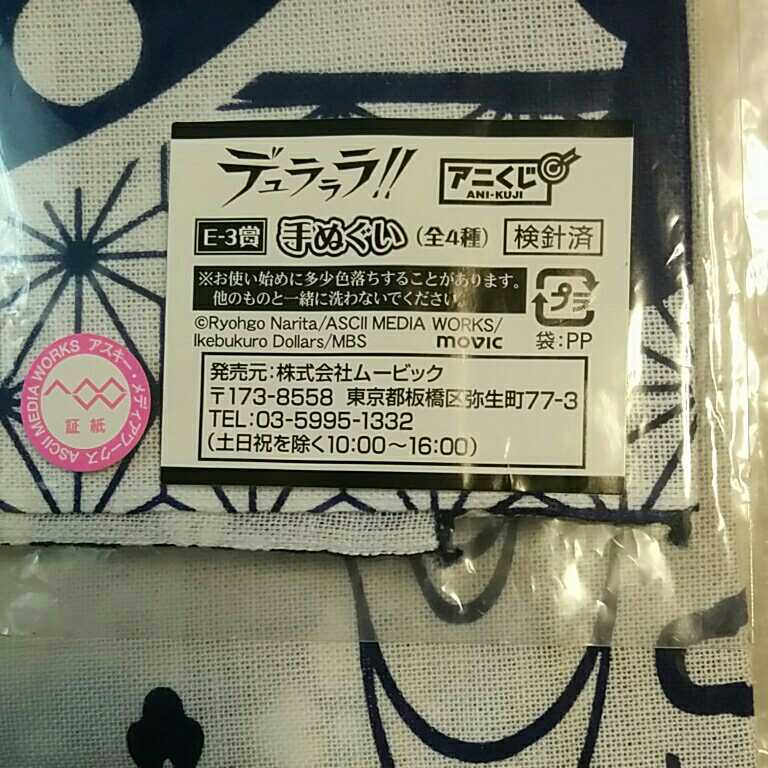 デュラララ!!
アニくじ
ANI-KUJI
E-3賞 手ぬぐい (全4種) 検針済
※お使い始めに多少色落ちすることがあります。
他のものと一緒に洗わないでください。
プラ
袋:PP
©Ryohgo Narita/ASCII MEDIA WORKS/
Ikebukuro Dollars/MBS movic
発売元:株式会社ムービック
〒173-8558 東京都板橋区弥生町77-3
TEL:03-5995-1332
(土日祝を除く10:00〜16:00)
ASCII MEDIA WORKS アスキー・メディアワークス
証紙